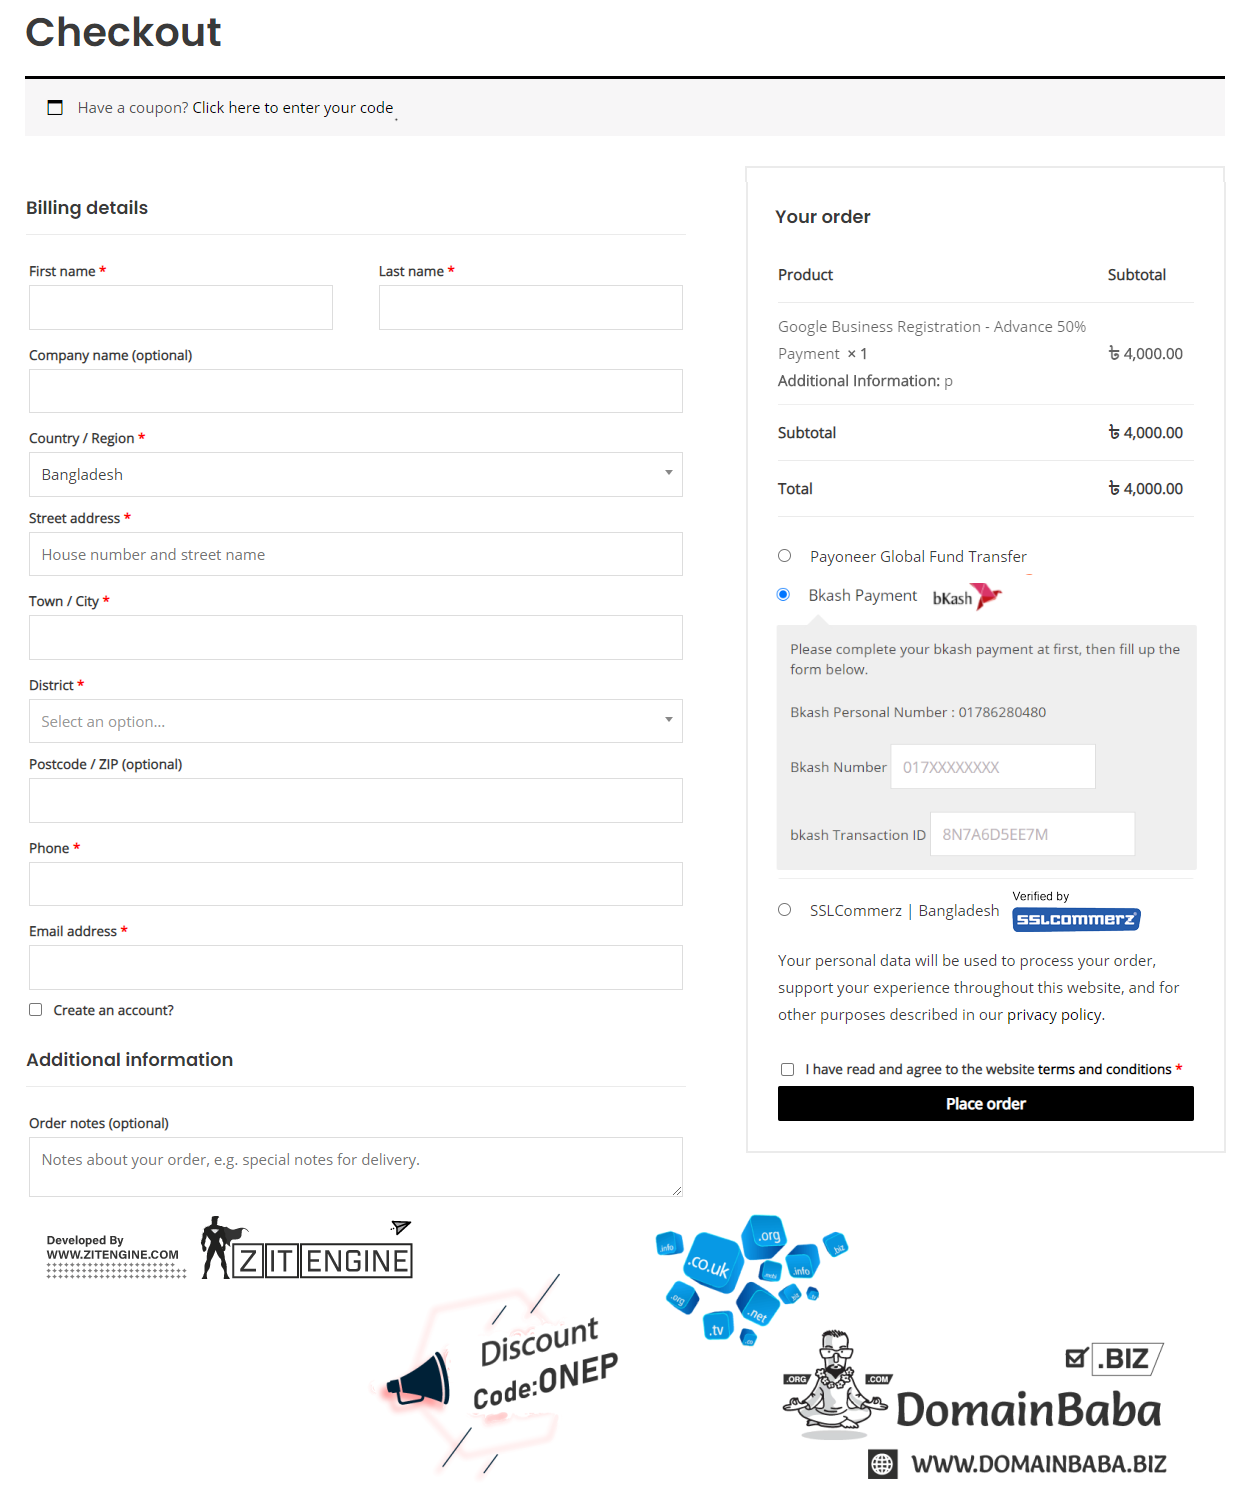 Checkout
Have a coupon? Click here to enter your code
Billing details
First name *
Last name *
Company name (optional)
Country / Region *
Bangladesh
Street address *
House number and street name
Town / City *
District *
Select an option...
Postcode / ZIP (optional)
Phone *
Email address *
Create an account?
Additional information
Order notes (optional)
Notes about your order, e.g. special notes for delivery.
Your order
Product Subtotal
Google Business Registration - Advance 50%
Payment × 1 ৳ 4,000.00
Additional Information: p
Subtotal ৳ 4,000.00
Total ৳ 4,000.00
Payoneer Global Fund Transfer
Bkash Payment bKash
Please complete your bkash payment at first, then fill up the
form below.
Bkash Personal Number : 01786280480
Bkash Number 017XXXXXXXX
bkash Transaction ID 8N7A6D5EE7M
Verified by
SSLCommerz | Bangladesh SSLCOMMERZ
Your personal data will be used to process your order,
support your experience throughout this website, and for
other purposes described in our privacy policy.
I have read and agree to the website terms and conditions *
Place order
Developed By
WWW.ZITENGINE.COM
ZIT ENGINE
Discount
Code:ONEP
.org
.info
.co.uk
.biz
.info
.org
.net
.tv
.BIZ
.ORG
.COM
DomainBaba
WWW.DOMAINBABA.BIZ